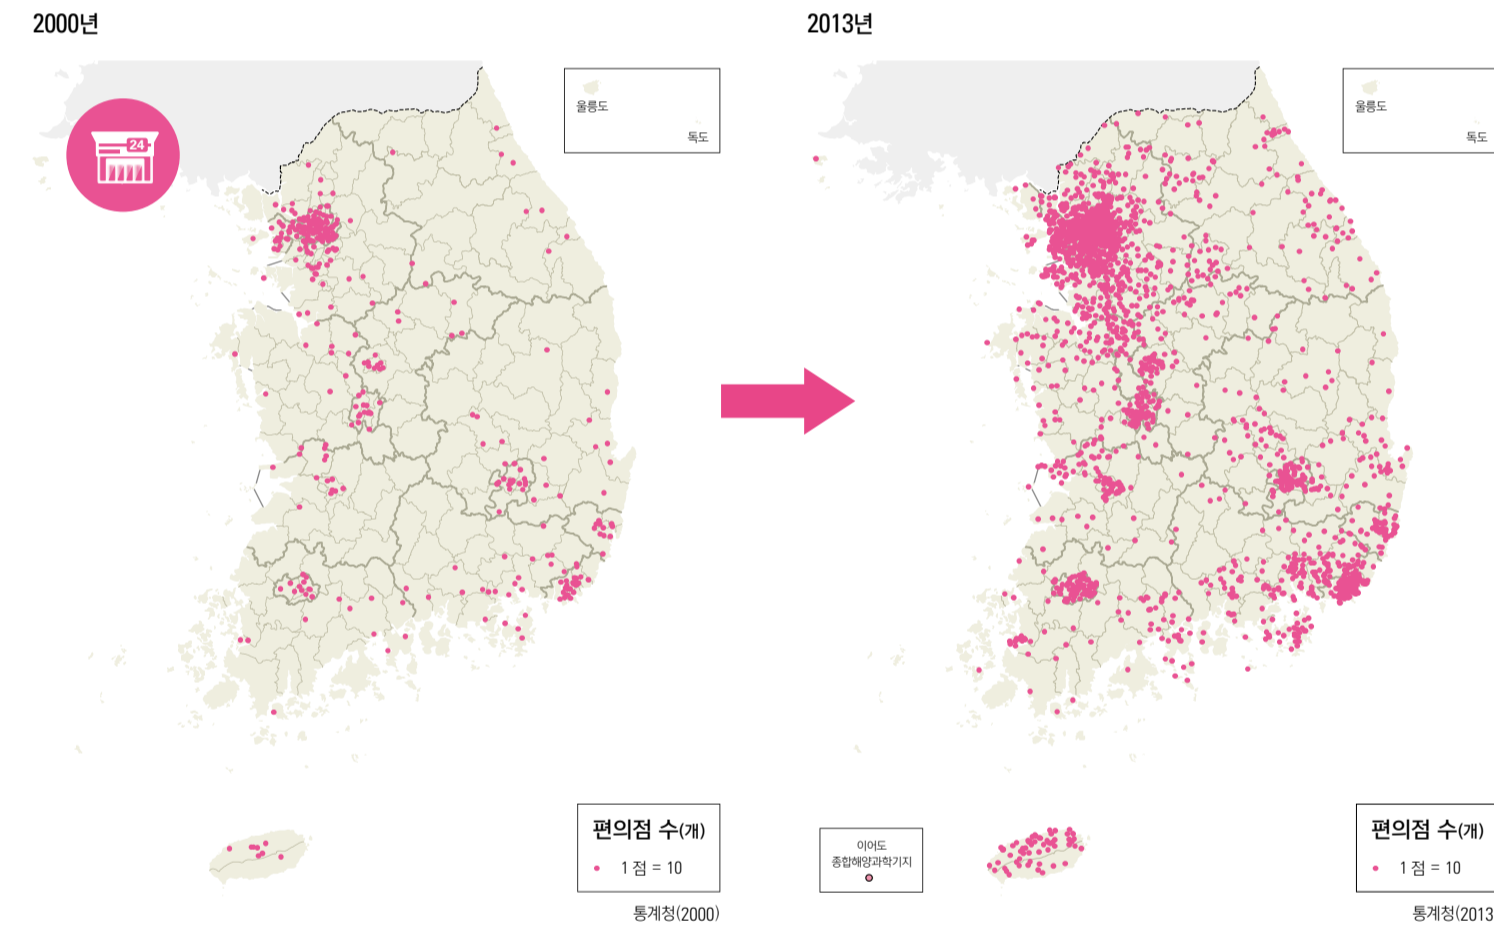 2000년
24
울릉도
독도
편의점 수(개)
1 점 = 10
통계청(2000)
2013년
울릉도
독도
이어도
종합해양과학기지
편의점 수(개)
1 점 = 10
통계청(2013